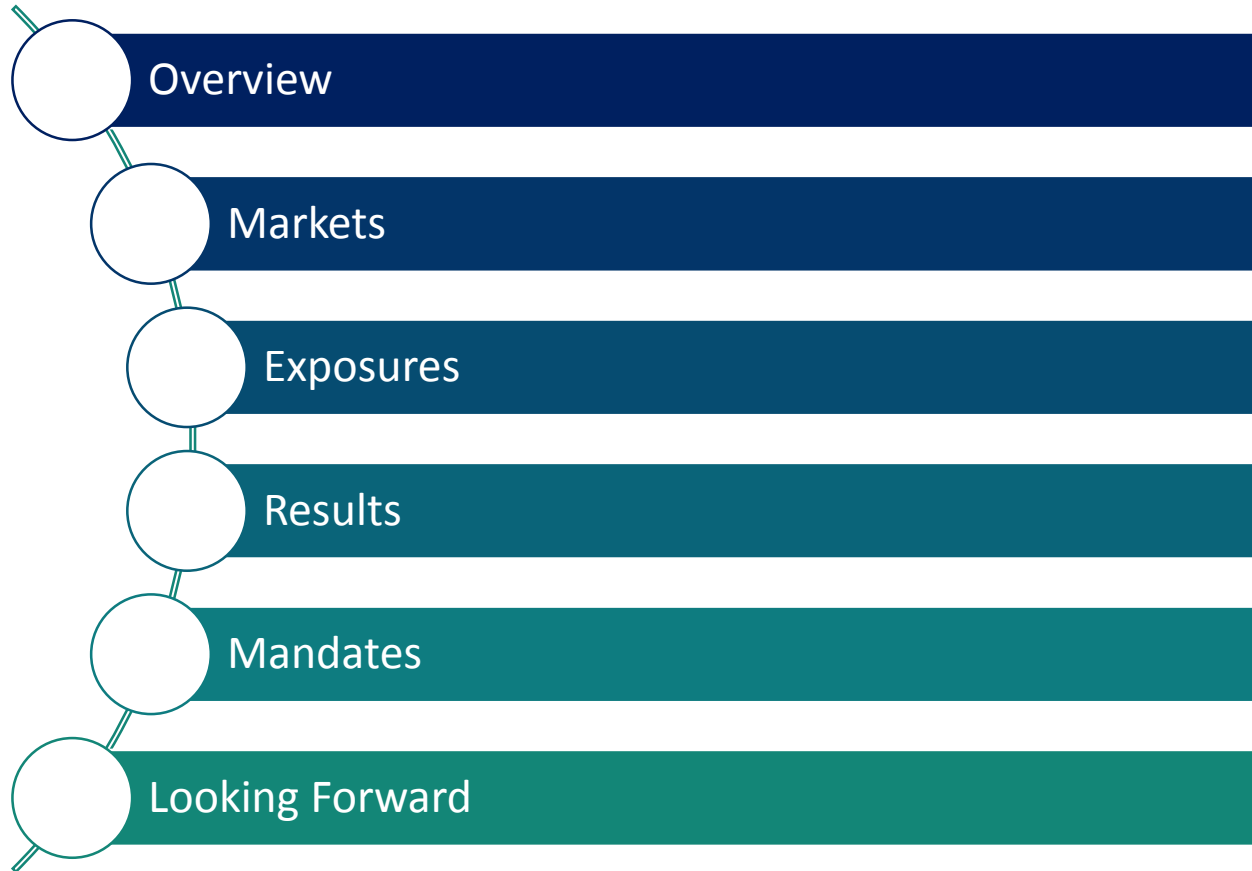 Overview
Markets
Exposures
Results
Mandates
Looking Forward